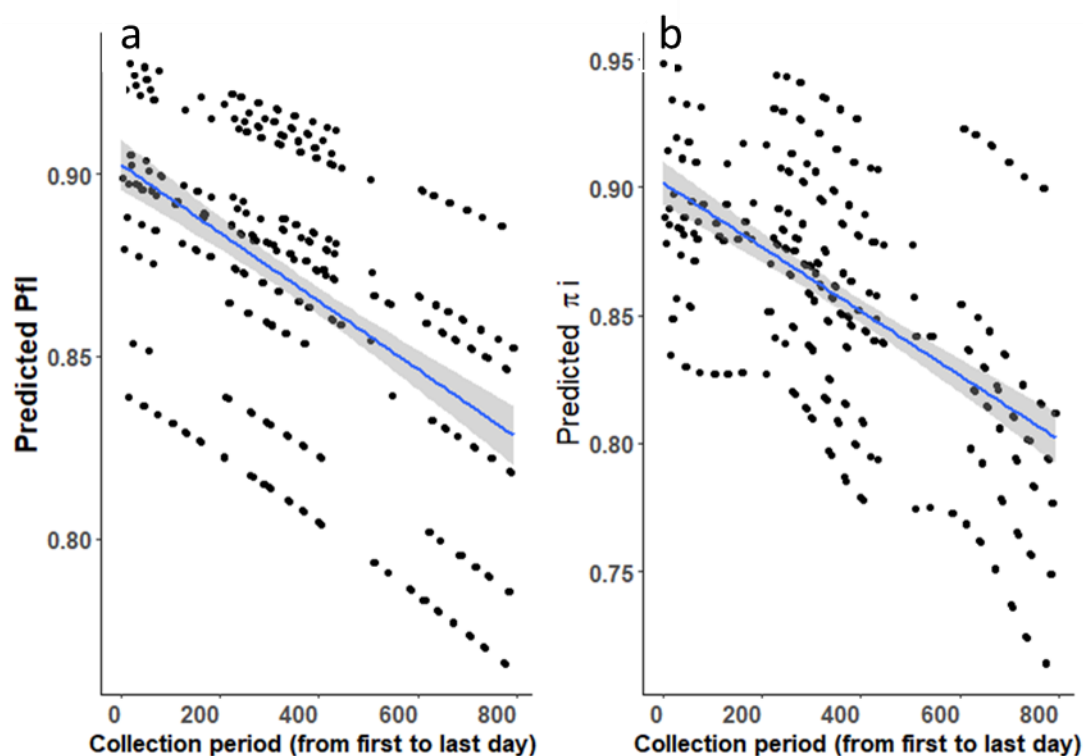 a
b
0.90
0.85
0.80
Predicted PfI
0 200 400 600 800
Collection period (from first to last day)
0.95
0.90
0.85
0.80
0.75
Predicted π i
0 200 400 600 800
Collection period (from first to last day)